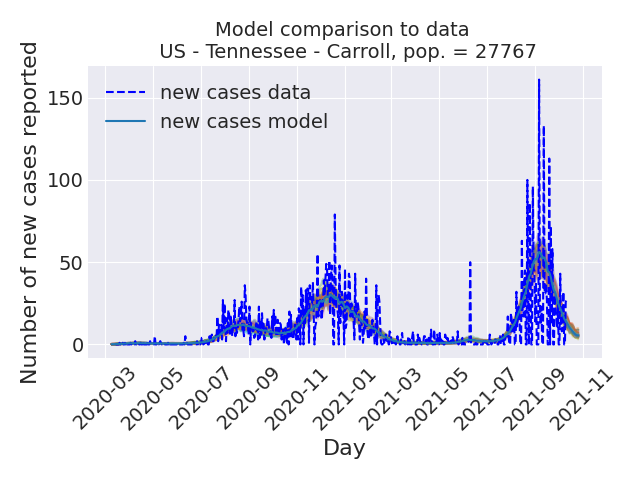 Model comparison to data
US - Tennessee - Carroll, pop. = 27767
Number of new cases reported
150
100
50
0
new cases data
new cases model
2020-03
2020-05
2020-07
2020-09
2020-11
2021-01
2021-03
2021-05
2021-07
2021-09
2021-11
Day